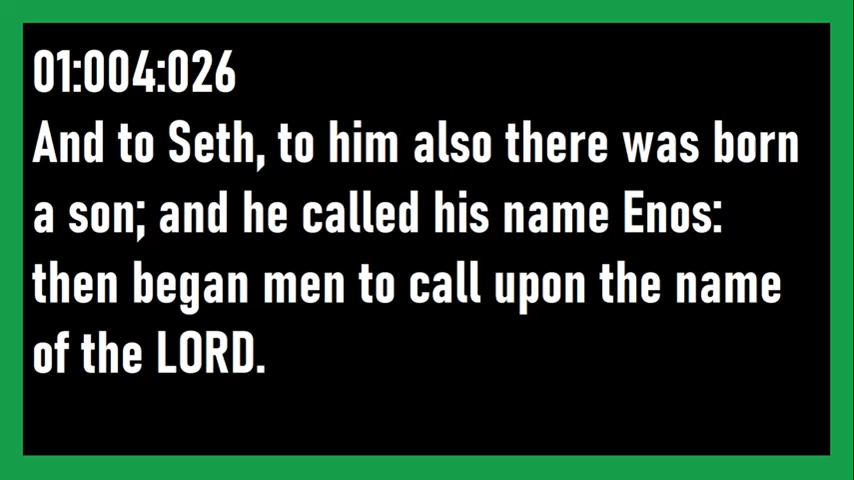 01:004:026
And to Seth, to him also there was born
a son; and he called his name Enos:
then began men to call upon the name
of the LORD.